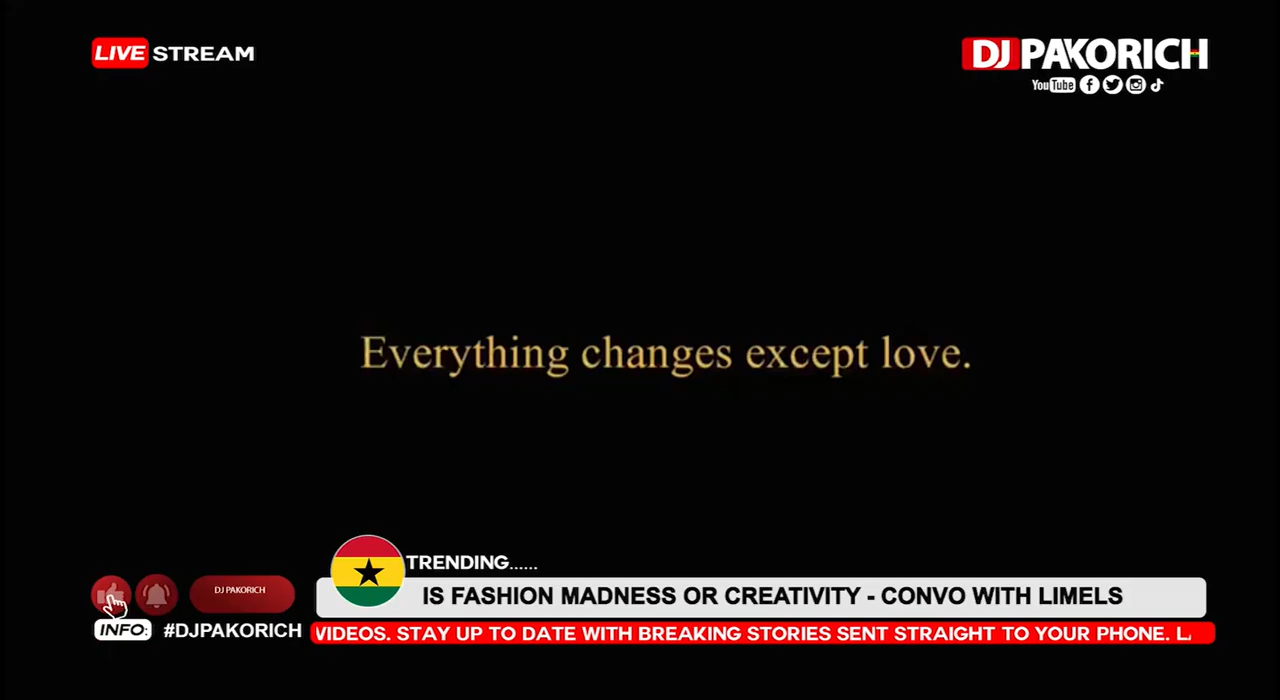 LIVE STREAM
DJ PAKORICH
YouTube
Everything changes except love.
TRENDING......
IS FASHION MADNESS OR CREATIVITY - CONVO WITH LIMELS
DJ PAKORICH
INFO: #DJPAKORICH
VIDEOS. STAY UP TO DATE WITH BREAKING STORIES SENT STRAIGHT TO YOUR PHONE.